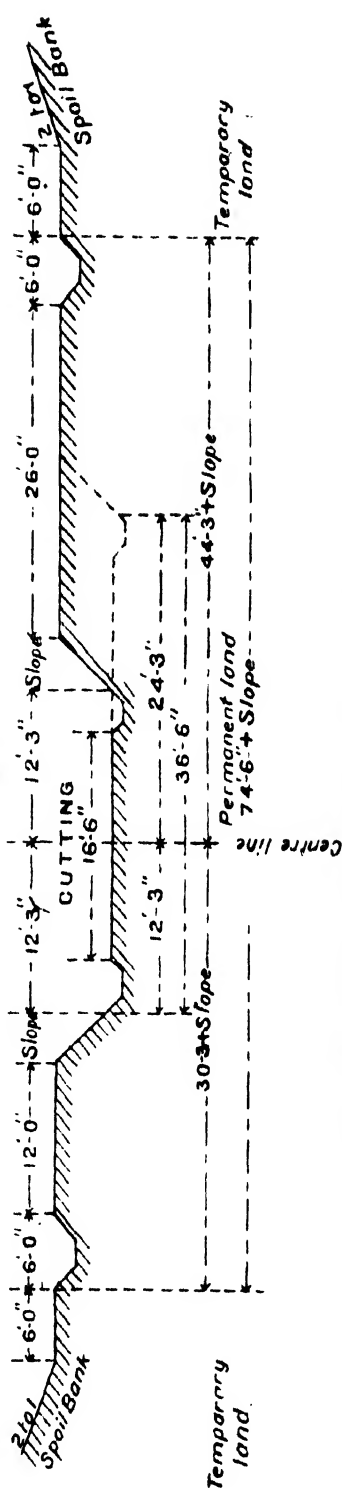 2 to 1
Spoil Bank
6'-0"
6'-0"
12'-0"
Slope
12'-3"
12'-3"
Slope
26'-0"
6'-0"
6'-0"
2 to 1
Spoil Bank
CUTTING
16'-6"
12'-3"
24'-3"
36'-6"
30-3+Slope
44'-3"+Slope
Permanent land
74'-6"+Slope
Temparary
land
Centre line
Temparary
land